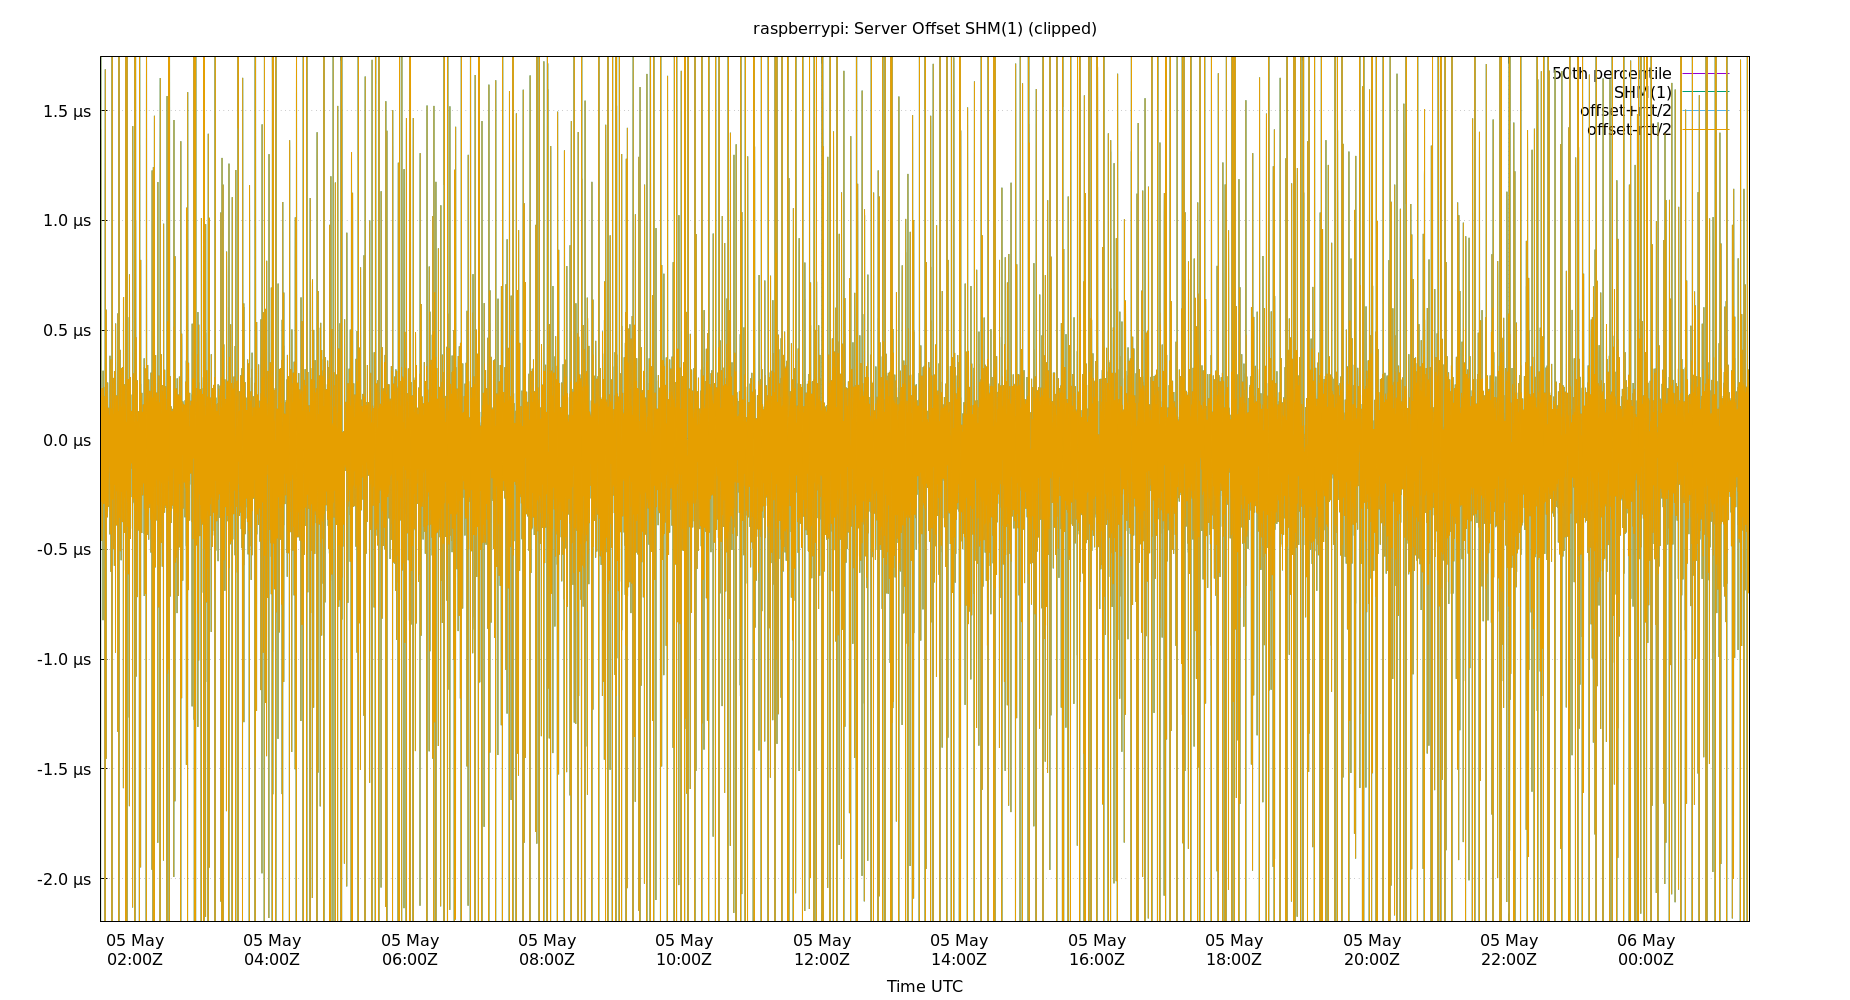 raspberrypi: Server Offset SHM(1) (clipped)
50th percentile
SHM(1)
offset+rtt/2
offset-rtt/2
1.5 µs
1.0 µs
0.5 µs
0.0 µs
-0.5 µs
-1.0 µs
-1.5 µs
-2.0 µs
05 May 05 May 05 May 05 May 05 May 05 May 05 May 05 May 05 May 05 May 05 May 06 May
02:00Z 04:00Z 06:00Z 08:00Z 10:00Z 12:00Z 14:00Z 16:00Z 18:00Z 20:00Z 22:00Z 00:00Z
Time UTC